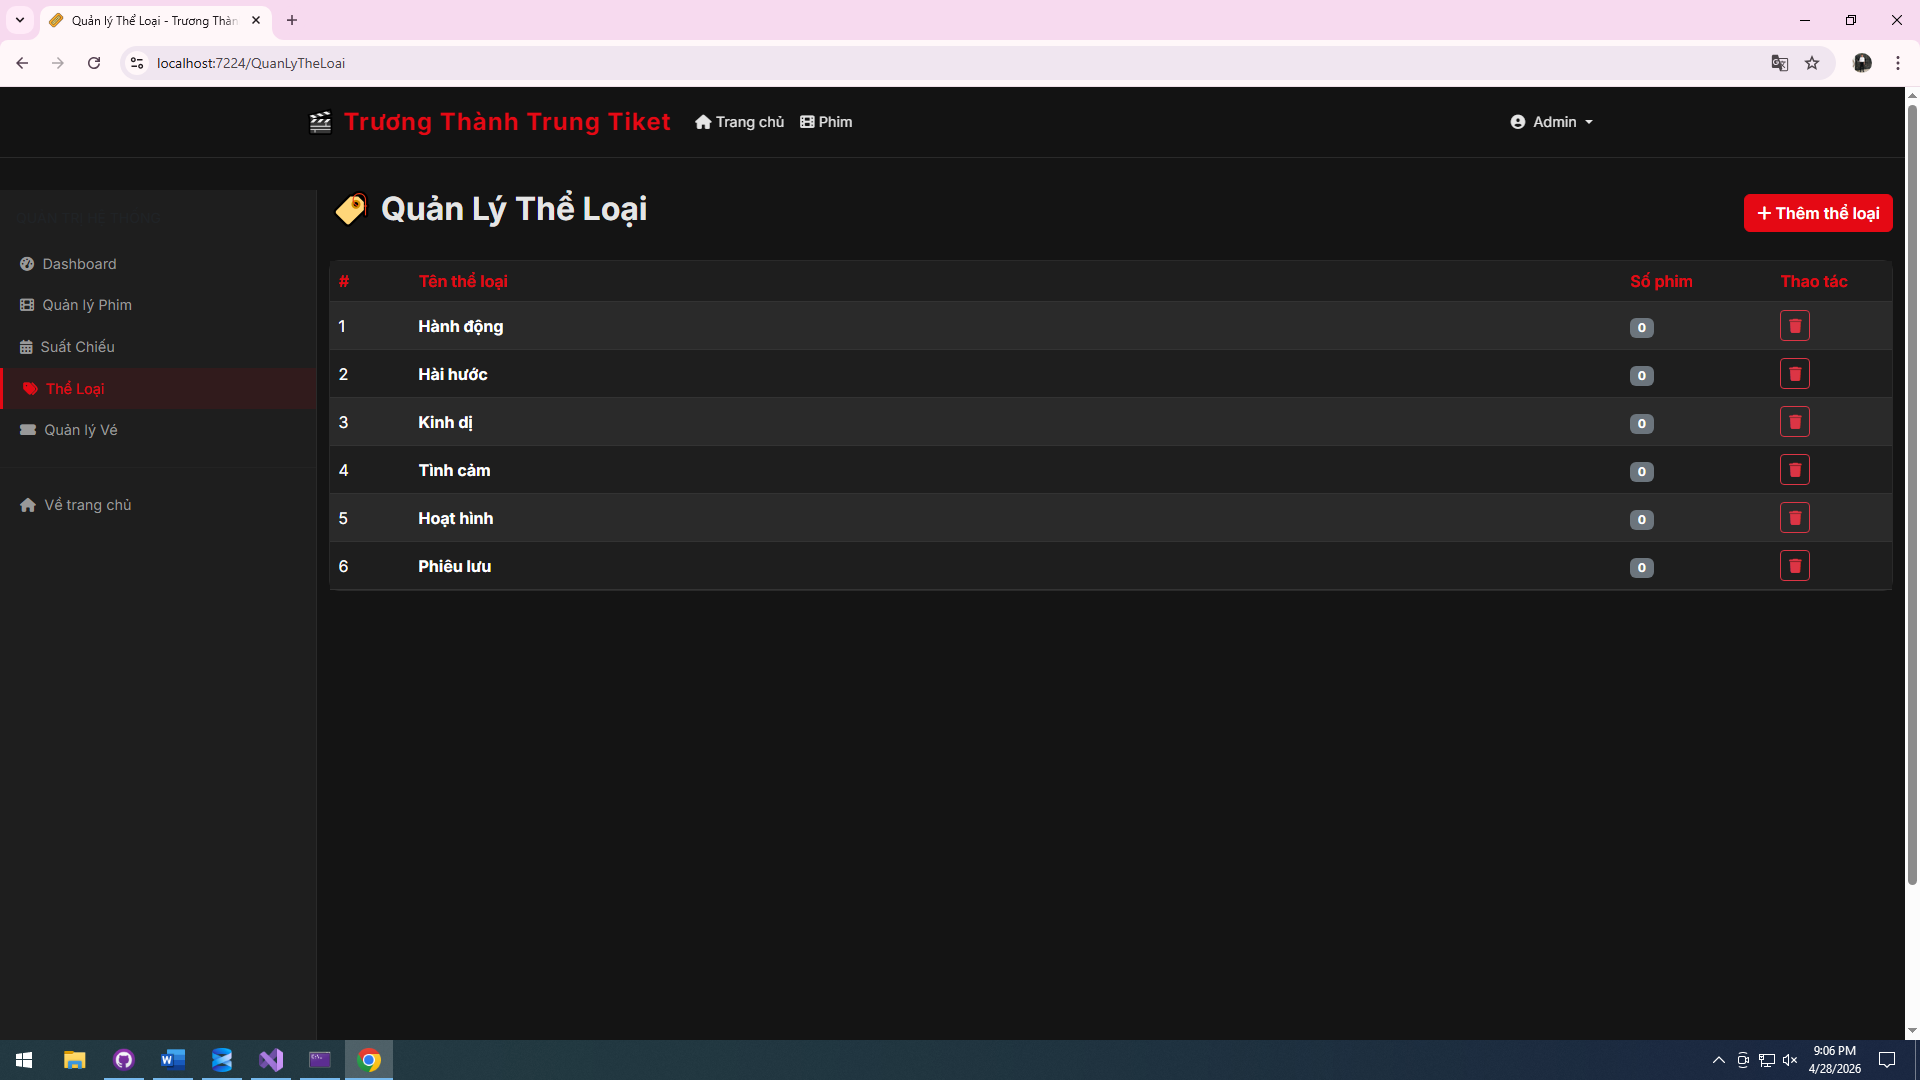 Quản lý Thể Loại - Trương Thàn
localhost:7224/QuanLyTheLoai
Trương Thành Trung Tiket
Trang chủ
Phim
Admin
Dashboard
Quản lý Phim
Suất Chiếu
Thể Loại
Quản lý Vé
Về trang chủ
Quản Lý Thể Loại
+ Thêm thể loại
# Tên thể loại Số phim Thao tác
1 Hành động 0
2 Hài hước 0
3 Kinh dị 0
4 Tình cảm 0
5 Hoạt hình 0
6 Phiêu lưu 0
9:06 PM
4/28/2026